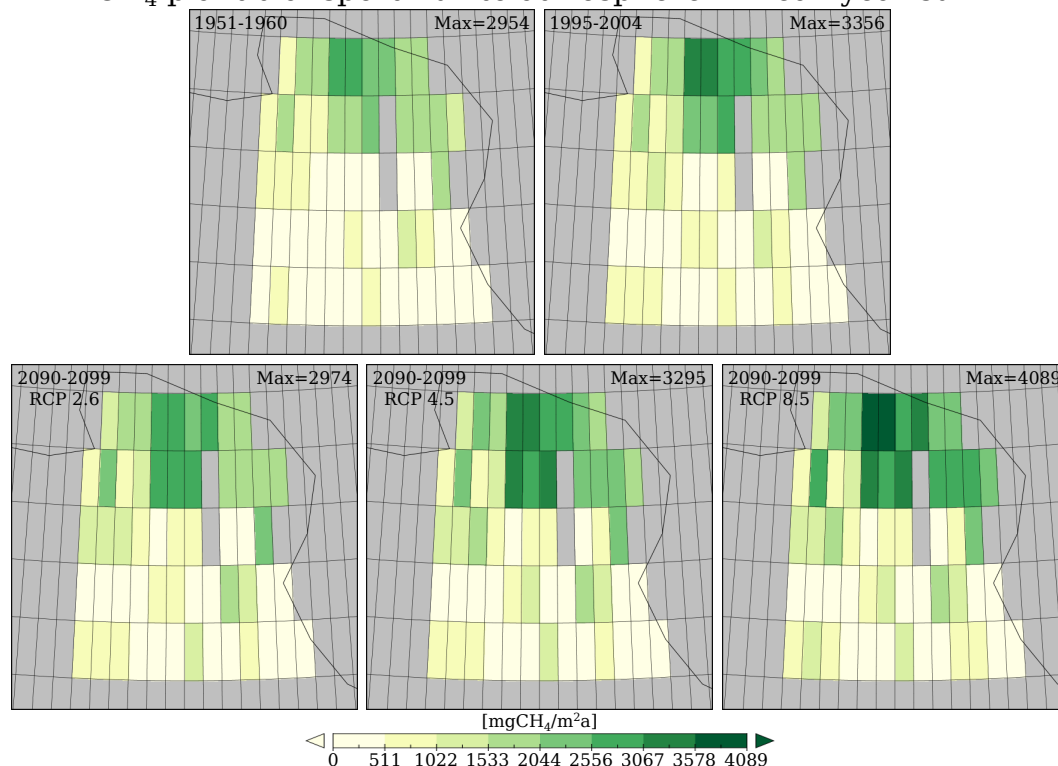 1951-1960 Max=2954
1995-2004 Max=3356
2090-2099 Max=2974
RCP 2.6
2090-2099 Max=3295
RCP 4.5
2090-2099 Max=4089
RCP 8.5
[mgCH₄/m²a]
0 511 1022 1533 2044 2556 3067 3578 4089